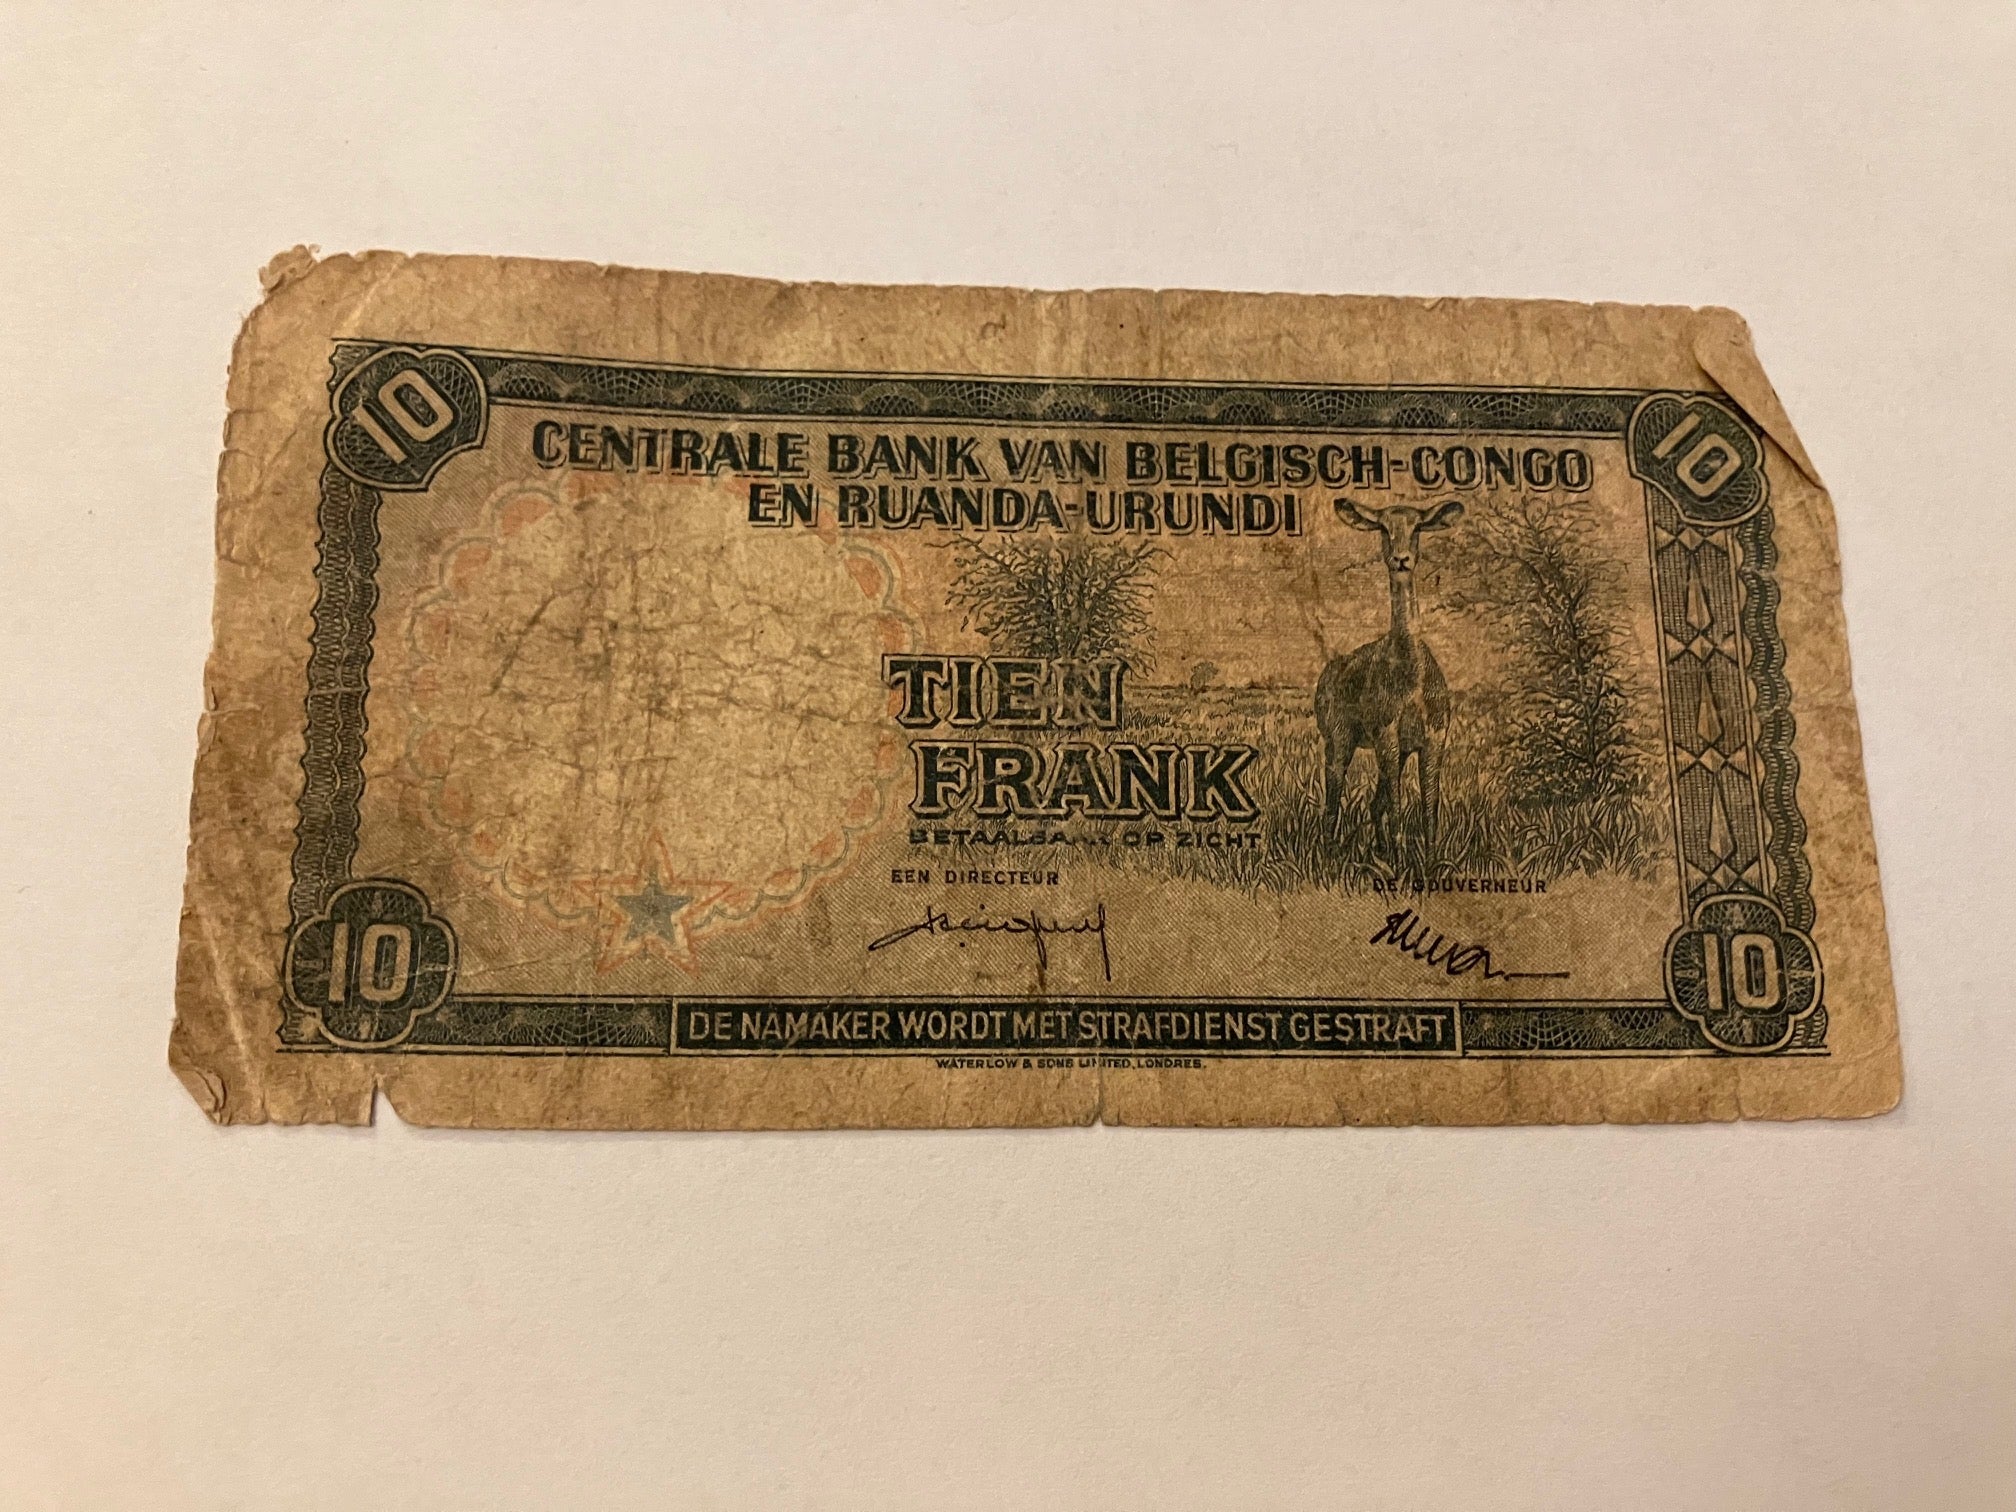 10
10
CENTRALE BANK VAN BELGISCH-CONGO
EN RUANDA-URUNDI
TIEN
FRANK
OP ZICHT
EEN DIRECTEUR
DE GOUVERNEUR
10
10
DE NAMAKER WORDT MET STRAFDIENST GESTRAFT
WATERLOW & SONS LIMITED, LONDRES.